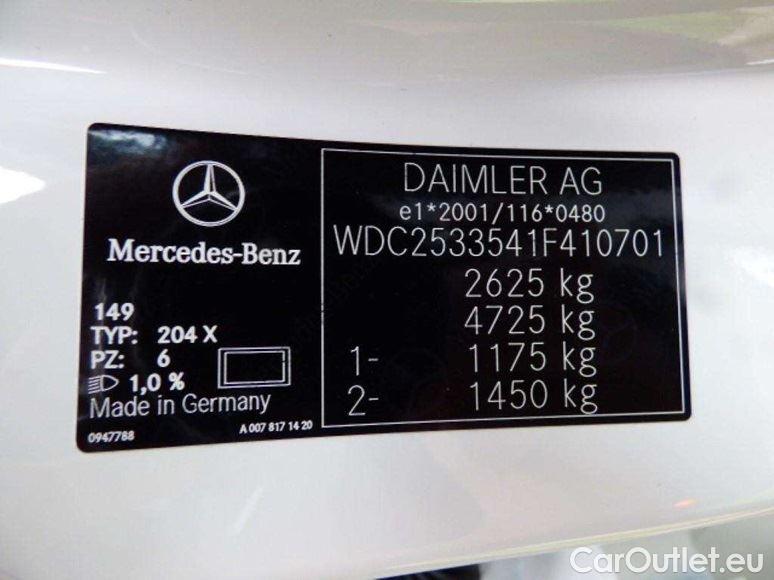 Mercedes-Benz
149
TYP: 204 X
PZ: 6
1,0 %
Made in Germany
0947788
A 007 817 14 20
DAIMLER AG
e1*2001/116*0480
WDC2533541F410701
2625 kg
4725 kg
1- 1175 kg
2- 1450 kg
CarOutlet.eu